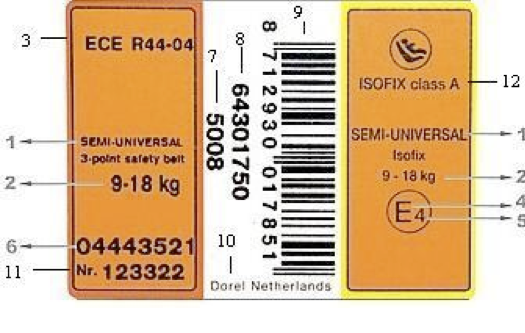 3
ECE R44-04
1
SEMI-UNIVERSAL
3-point safety belt
2
9-18 kg
6
04443521
11
Nr. 123322
7
5008
8
64301750
9
8 712930 017851
10
Dorel Netherlands
ISOFIX class A
12
SEMI-UNIVERSAL
1
Isofix
9 - 18 kg
2
E4
4
5